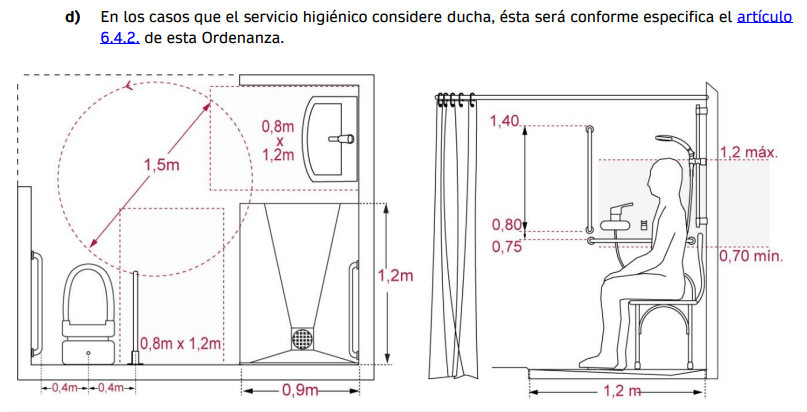 d) En los casos que el servicio higiénico considere ducha, ésta será conforme especifica el artículo
6.4.2. de esta Ordenanza.
0,8m
x
1,2m
1,5m
1,2m
0,8m x 1,2m
0,4m
0,4m
0,9m
1,40
1,2 máx.
0,80
0,75
0,70 mín.
1,2 m